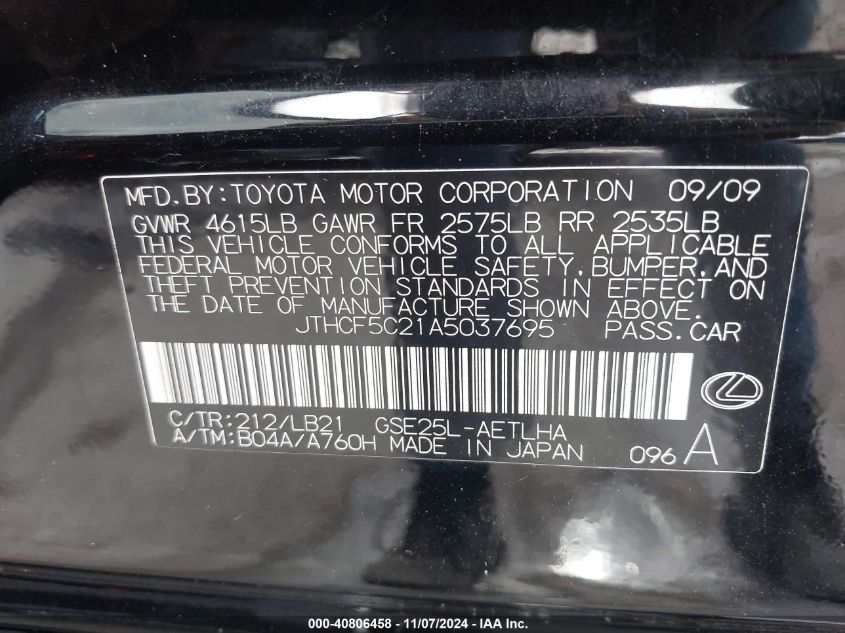 MFD.BY:TOYOTA MOTOR CORPORATION 09/09
GVWR 4615LB GAWR FR 2575LB RR 2535LB
THIS VEHICLE CONFORMS TO ALL APPLICABLE
FEDERAL MOTOR VEHICLE SAFETY,BUMPER,AND
THEFT PREVENTION STANDARDS IN EFFECT ON
THE DATE OF MANUFACTURE SHOWN ABOVE.
JTHCF5C21A5037695 PASS.CAR
C/TR:212/LB21 GSE25L-AETLHA
A/TM:B04A/A760H MADE IN JAPAN 096 A
000-40806458 - 11/07/2024 - © IAA, Inc.